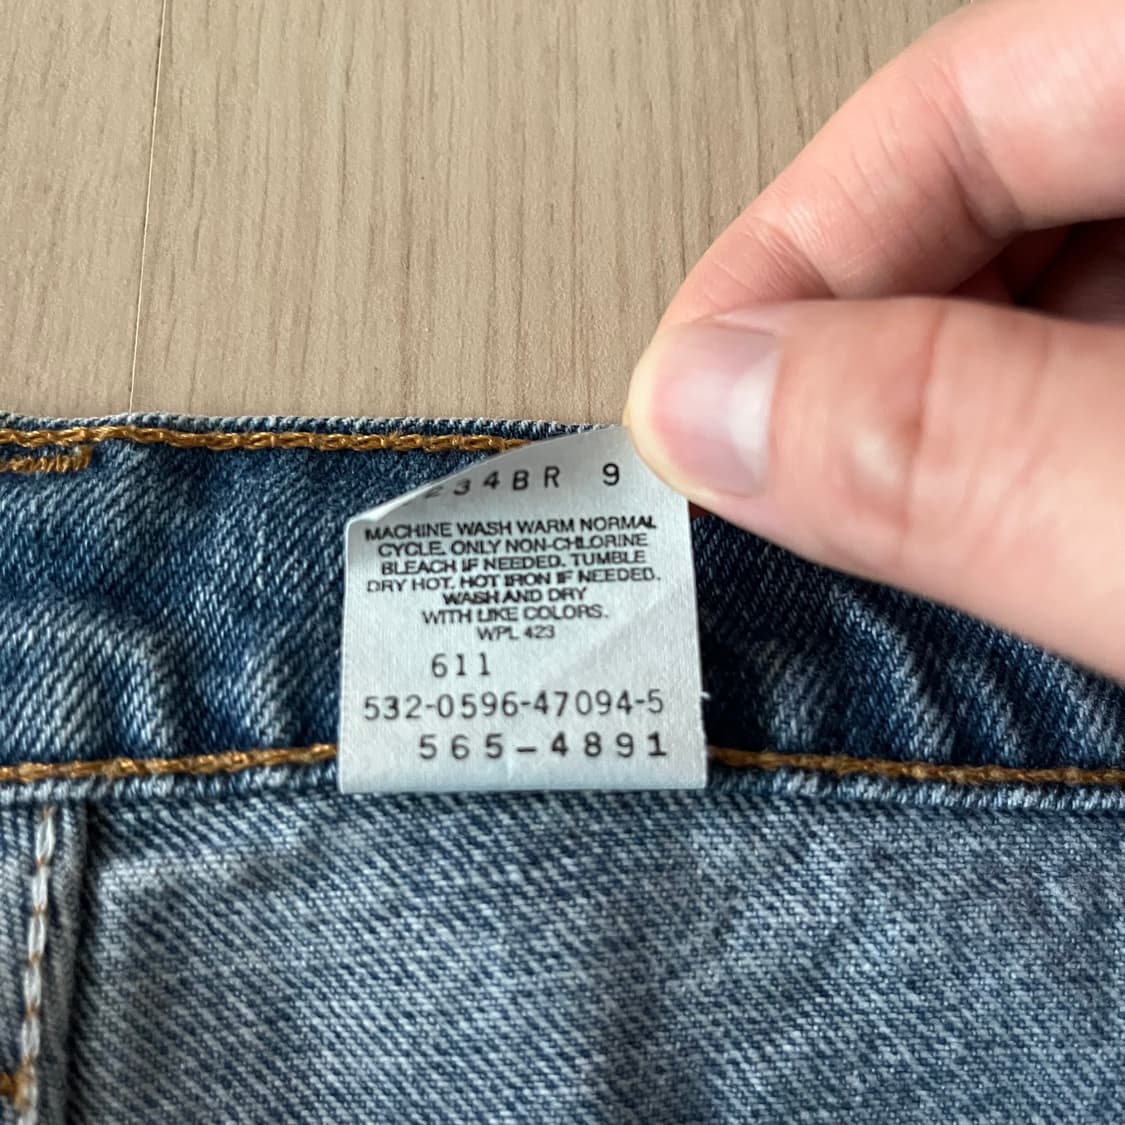 234BR 9
MACHINE WASH WARM NORMAL
CYCLE, ONLY NON-CHLORINE
BLEACH IF NEEDED. TUMBLE
DRY HOT, HOT IRON IF NEEDED.
WASH AND DRY
WITH LIKE COLORS.
WPL 423
611
532-0596-47094-5
565-4891